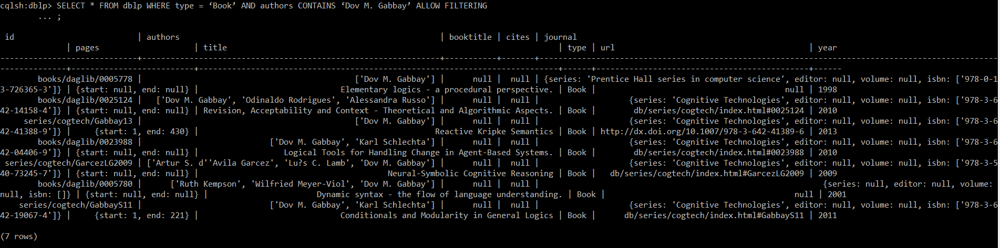 cqlsh:dblp> SELECT * FROM dblp WHERE type = ‘Book’ AND authors CONTAINS ‘Dov M. Gabbay’ ALLOW FILTERING
... ;
id | authors | booktitle | cites | journal
| pages | title | type | url | year
-----------------------------+---------------------------------------------------------------+-----------+-------+-------------------------------------------------------------------------------------------------
--------------+--------------------------+----------------------------------------------------------------------------+------+---------------------------------------------+------
books/daglib/0005778 | ['Dov M. Gabbay'] | null | null | {series: 'Prentice Hall series in computer science', editor: null, volume: null, isbn: ['978-0-1
3-726365-3']} | {start: null, end: null} | Elementary logics - a procedural perspective. | Book | null | 1998
books/daglib/0025124 | ['Dov M. Gabbay', 'Odinaldo Rodrigues', 'Alessandra Russo'] | null | null | {series: 'Cognitive Technologies', editor: null, volume: null, isbn: ['978-3-6
42-14158-4']} | {start: null, end: null} | Revision, Acceptability and Context - Theoretical and Algorithmic Aspects. | Book | db/series/cogtech/index.html#0025124 | 2010
series/cogtech/Gabbay13 | ['Dov M. Gabbay'] | null | null | {series: 'Cognitive Technologies', editor: null, volume: null, isbn: ['978-3-6
42-41388-9']} | {start: 1, end: 430} | Reactive Kripke Semantics | Book | http://dx.doi.org/10.1007/978-3-642-41389-6 | 2013
books/daglib/0023988 | ['Dov M. Gabbay', 'Karl Schlechta'] | null | null | {series: 'Cognitive Technologies', editor: null, volume: null, isbn: ['978-3-6
42-04406-9']} | {start: null, end: null} | Logical Tools for Handling Change in Agent-Based Systems. | Book | db/series/cogtech/index.html#0023988 | 2010
series/cogtech/GarcezLG2009 | ['Artur S. d''Avila Garcez', 'Lu?s C. Lamb', 'Dov M. Gabbay'] | null | null | {series: 'Cognitive Technologies', editor: null, volume: null, isbn: ['978-3-5
40-73245-7']} | {start: null, end: null} | Neural-Symbolic Cognitive Reasoning | Book | db/series/cogtech/index.html#GarcezLG2009 | 2009
books/daglib/0005780 | ['Ruth Kempson', 'Wilfried Meyer-Viol', 'Dov M. Gabbay'] | null | null | {series: null, editor: null, volume:
null, isbn: []} | {start: null, end: null} | Dynamic syntax - the flow of language understanding. | Book | null | 2001
series/cogtech/GabbayS11 | ['Dov M. Gabbay', 'Karl Schlechta'] | null | null | {series: 'Cognitive Technologies', editor: null, volume: null, isbn: ['978-3-6
42-19067-4']} | {start: 1, end: 221} | Conditionals and Modularity in General Logics | Book | db/series/cogtech/index.html#GabbayS11 | 2011
(7 rows)